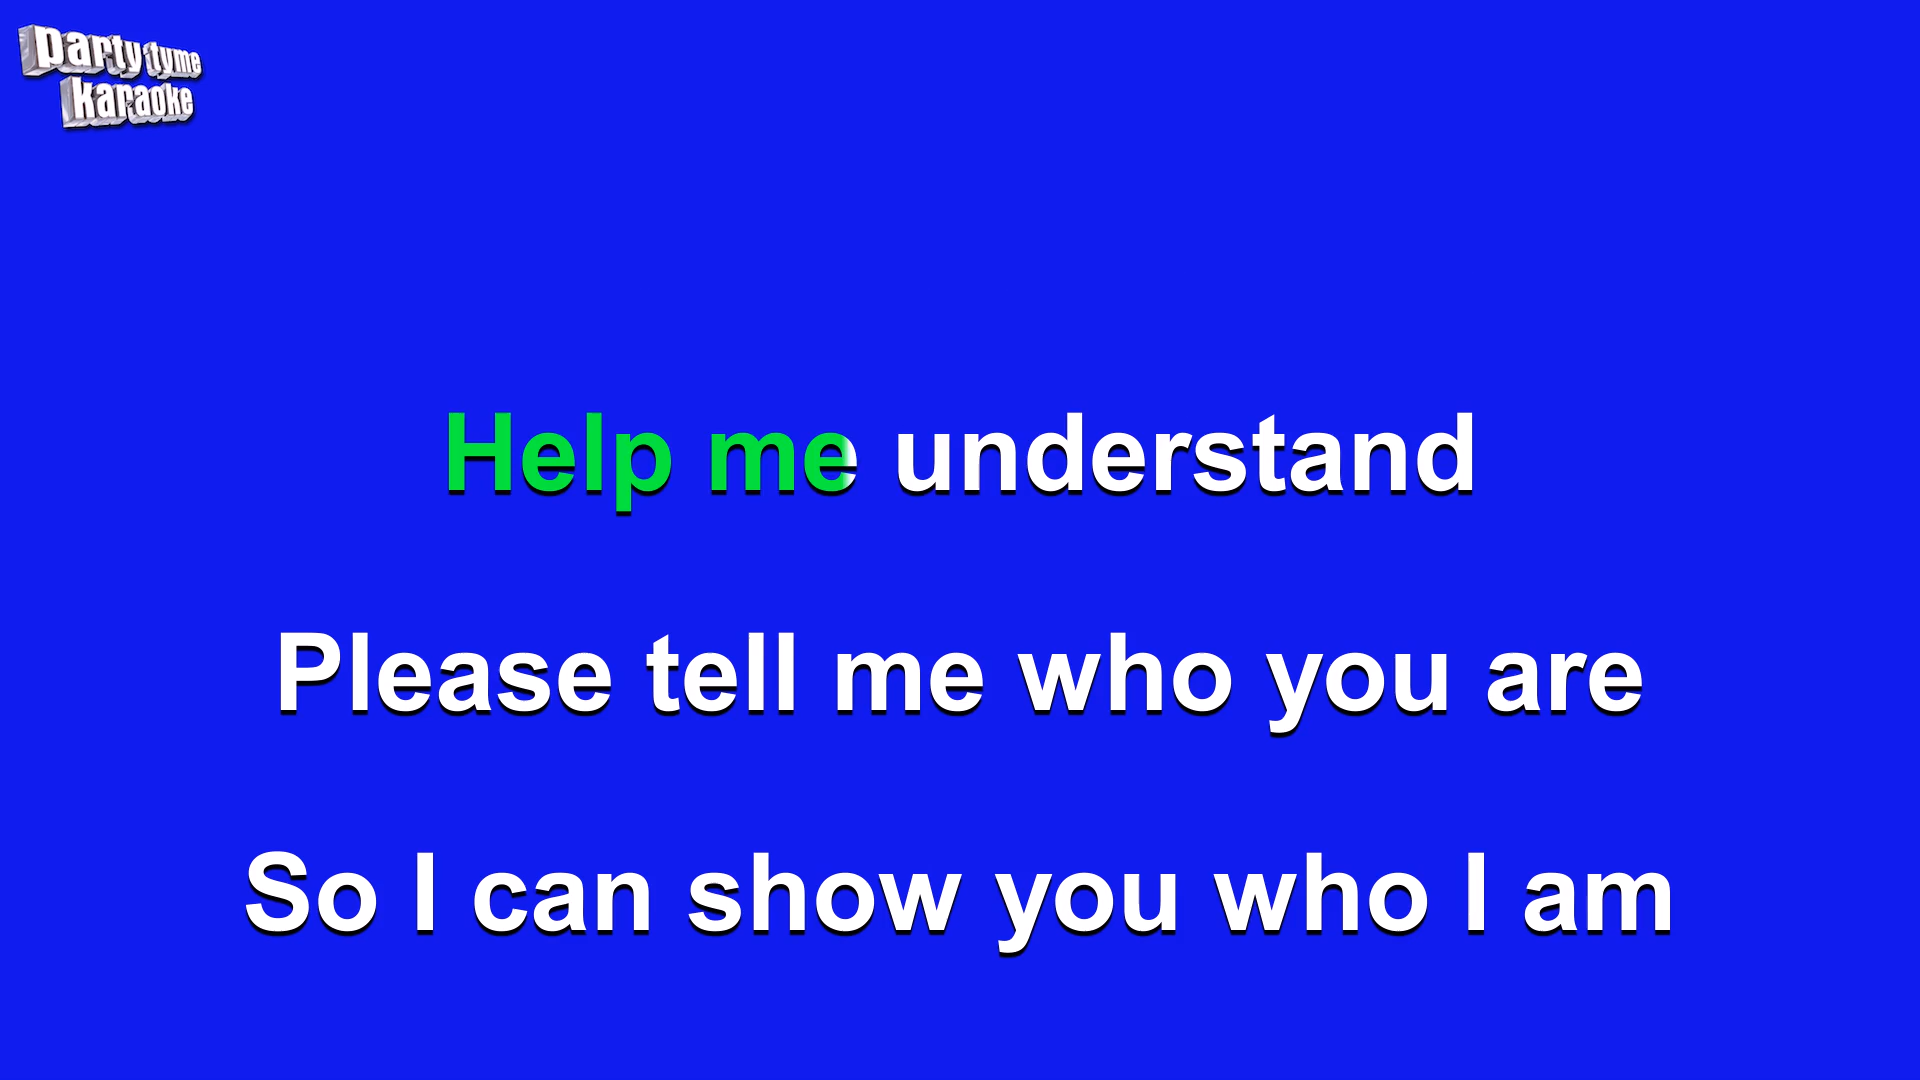 party tyme
karaoke
Help me understand
Please tell me who you are
So I can show you who I am